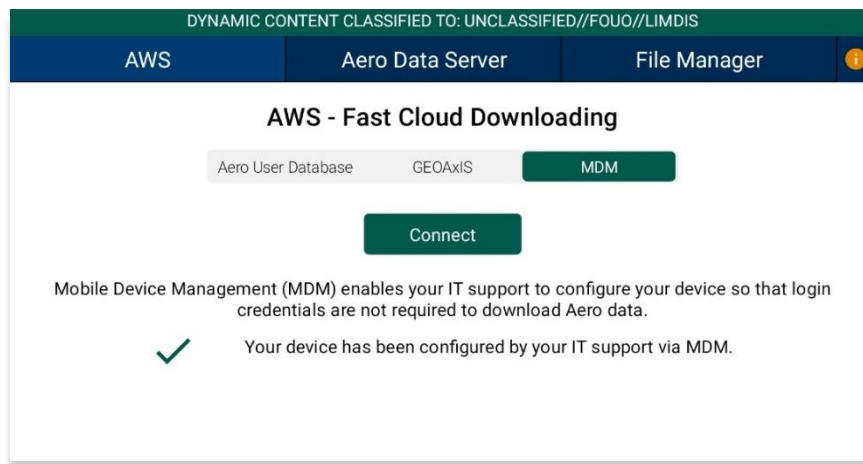 DYNAMIC CONTENT CLASSIFIED TO: UNCLASSIFIED//FOUO//LIMDIS
AWS Aero Data Server File Manager i
AWS - Fast Cloud Downloading
Aero User Database GEOAxIS MDM
Connect
Mobile Device Management (MDM) enables your IT support to configure your device so that login
credentials are not required to download Aero data.
Your device has been configured by your IT support via MDM.